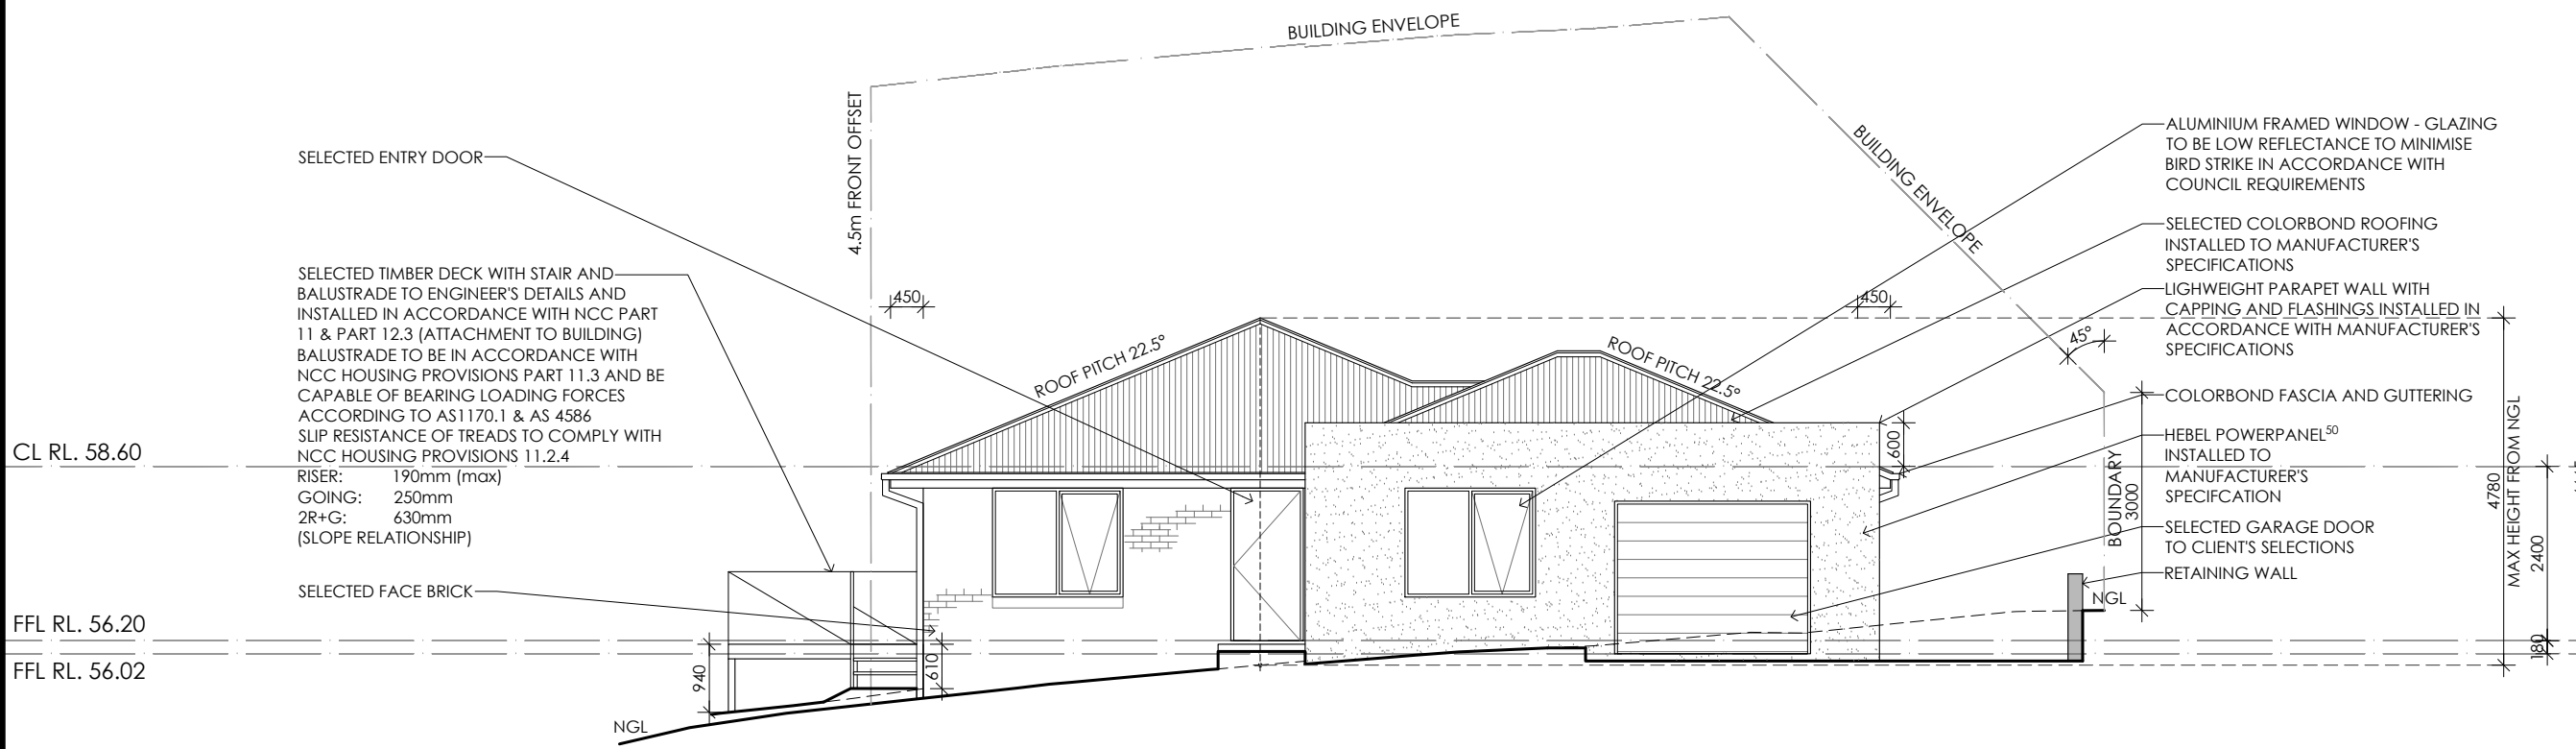 BUILDING ENVELOPE
4.5m FRONT OFFSET
BUILDING ENVELOPE
SELECTED ENTRY DOOR
SELECTED TIMBER DECK WITH STAIR AND
BALUSTRADE TO ENGINEER'S DETAILS AND
INSTALLED IN ACCORDANCE WITH NCC PART
11 & PART 12.3 (ATTACHMENT TO BUILDING)
BALUSTRADE TO BE IN ACCORDANCE WITH
NCC HOUSING PROVISIONS PART 11.3 AND BE
CAPABLE OF BEARING LOADING FORCES
ACCORDING TO AS1170.1 & AS 4586
SLIP RESISTANCE OF TREADS TO COMPLY WITH
NCC HOUSING PROVISIONS 11.2.4
RISER: 190mm (max)
GOING: 250mm
2R+G: 630mm
(SLOPE RELATIONSHIP)
SELECTED FACE BRICK
CL RL. 58.60
FFL RL. 56.20
FFL RL. 56.02
450
450
ROOF PITCH 22.5°
ROOF PITCH 22.5°
45°
ALUMINIUM FRAMED WINDOW - GLAZING
TO BE LOW REFLECTANCE TO MINIMISE
BIRD STRIKE IN ACCORDANCE WITH
COUNCIL REQUIREMENTS
SELECTED COLORBOND ROOFING
INSTALLED TO MANUFACTURER'S
SPECIFICATIONS
LIGHWEIGHT PARAPET WALL WITH
CAPPING AND FLASHINGS INSTALLED IN
ACCORDANCE WITH MANUFACTURER'S
SPECIFICATIONS
COLORBOND FASCIA AND GUTTERING
HEBEL POWERPANEL50
INSTALLED TO
MANUFACTURER'S
SPECIFCATION
SELECTED GARAGE DOOR
TO CLIENT'S SELECTIONS
RETAINING WALL
600
BOUNDARY
3000
4780
MAX HEIGHT FROM NGL
2400
180
NGL
940
610
NGL